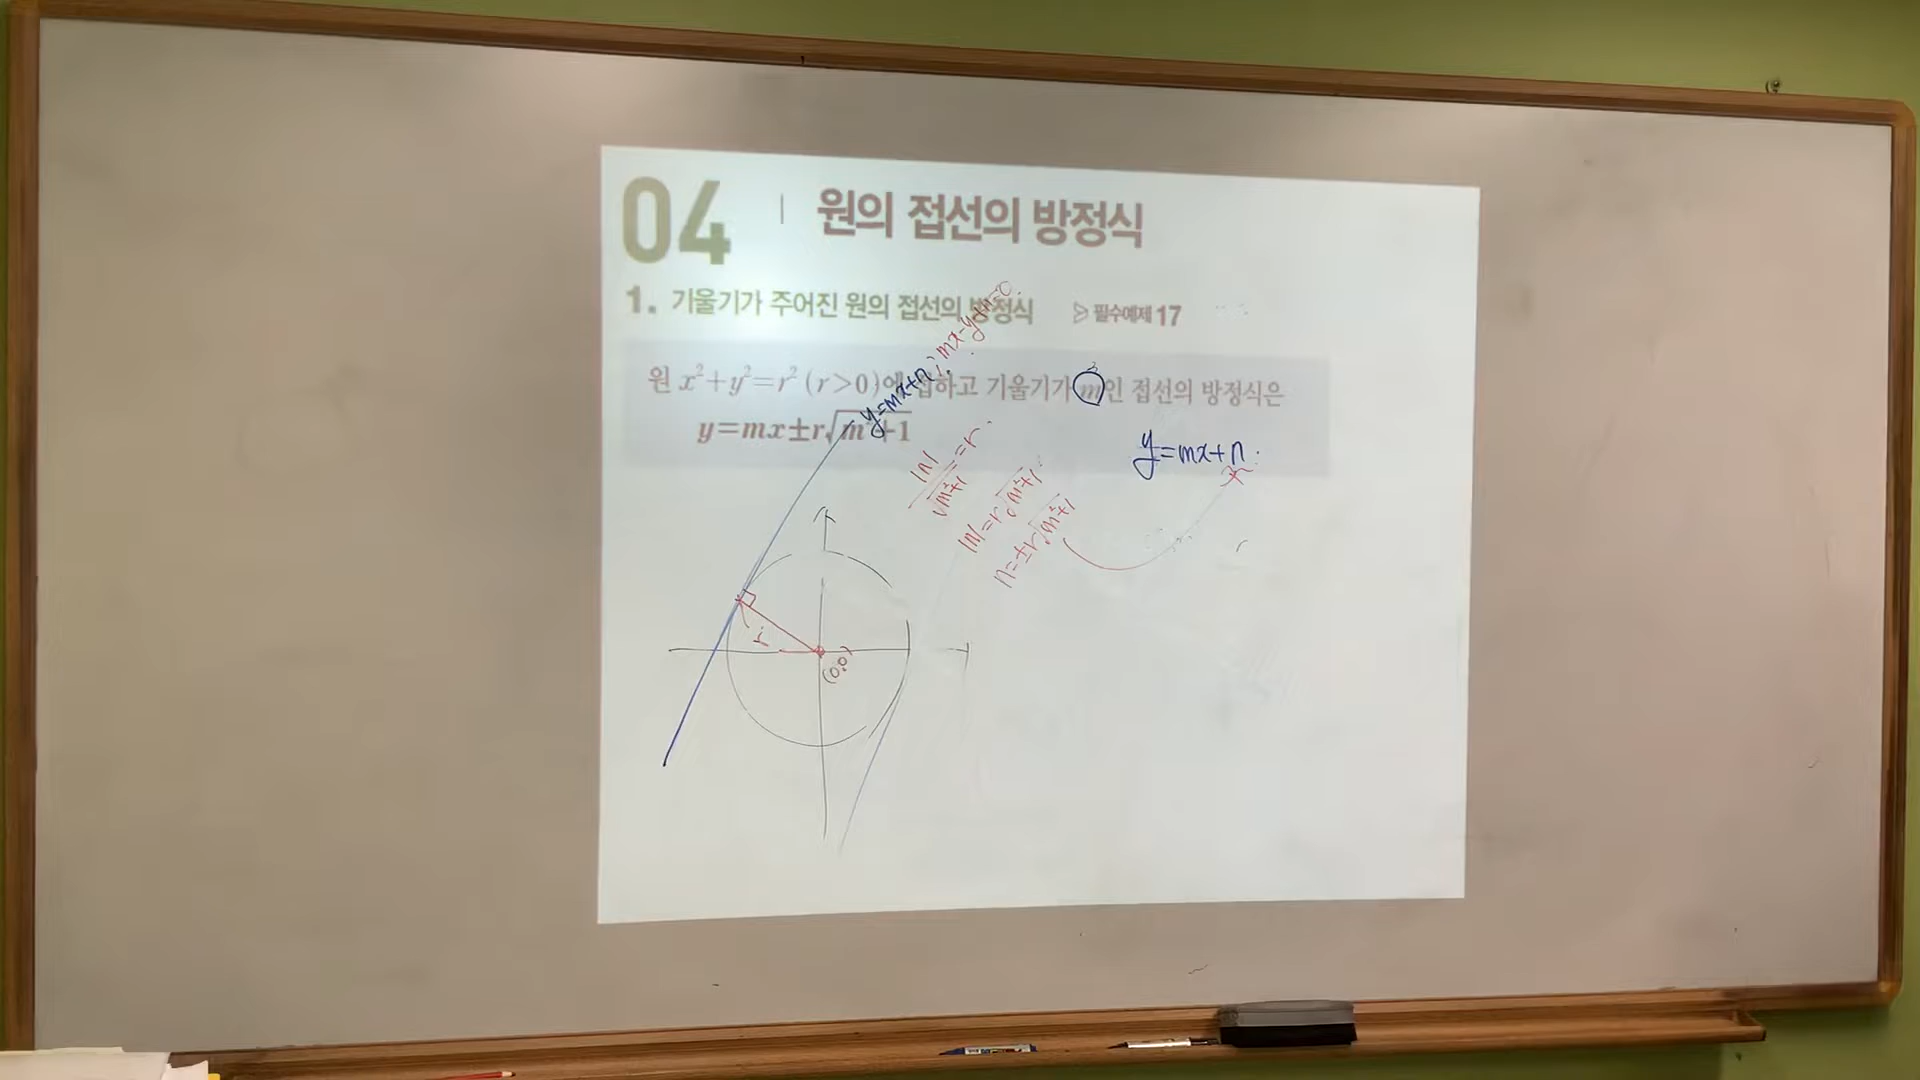 04 | 원의 접선의 방정식
1. 기울기가 주어진 원의 접선의 방정식 ▷ 필수예제 17
원 x²+y²=r² (r>0)에 접하고 기울기가 m인 접선의 방정식은
y=mx±r√m²+1
y=mx+n
mx-y+n=0
y=mx+n
|n|/√m²+1=r
|n|=r√m²+1
n=±r√m²+1
r
(0,0)